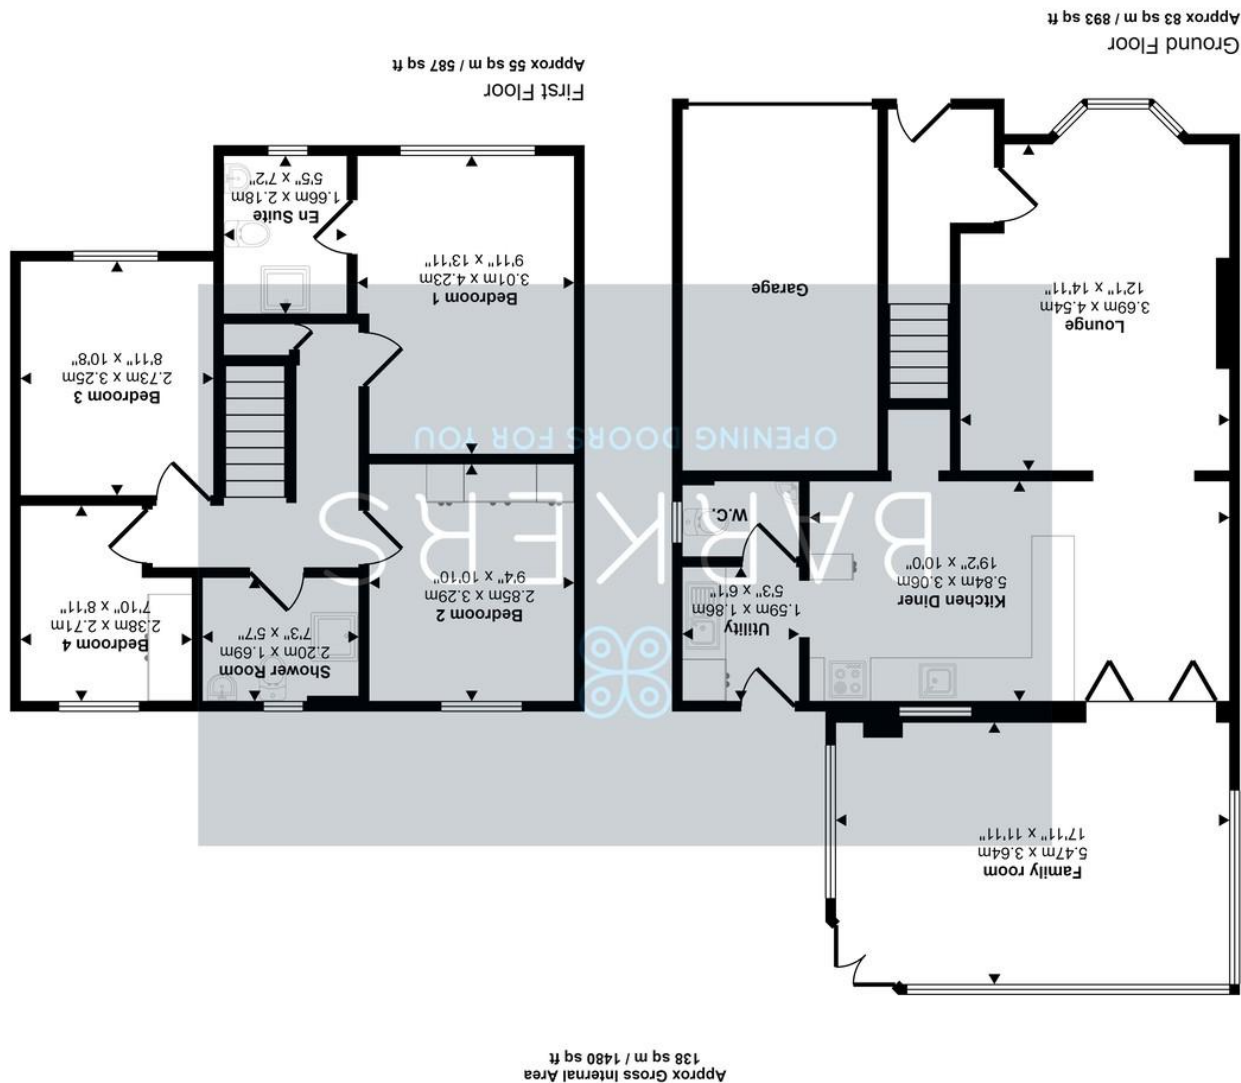 Approx Gross Internal Area
138 sq m / 1480 sq ft
Family room
5.47m x 3.64m
17'11" x 11'11"
Kitchen Diner
5.84m x 3.06m
19'2" x 10'0"
Utility
1.59m x 1.86m
5'3" x 6'1"
W.C.
Lounge
3.69m x 4.54m
12'1" x 14'11"
Garage
Ground Floor
Approx 83 sq m / 893 sq ft
Bedroom 2
2.85m x 3.29m
9'4" x 10'10"
Shower Room
2.20m x 1.69m
7'3" x 5'7"
Bedroom 4
2.38m x 2.71m
7'10" x 8'11"
Bedroom 1
3.01m x 4.23m
9'11" x 13'11"
Bedroom 3
2.73m x 3.25m
8'11" x 10'8"
En Suite
1.66m x 2.18m
5'5" x 7'2"
First Floor
Approx 55 sq m / 587 sq ft
BARKERS
OPENING DOORS FOR YOU